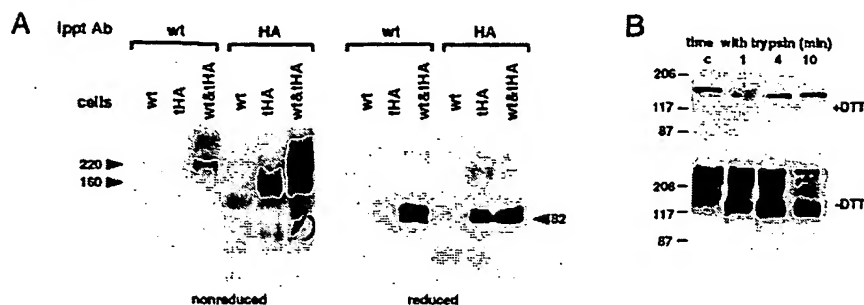 A
Ippt Ab
wt
HA
wt
HA
cells
wt
tHA
wt&tHA
wt
tHA
wt&tHA
wt
tHA
wt&tHA
wt
tHA
wt&tHA
220
160
82
nonreduced
reduced
B
time with trypsin (min)
c 1 4 10
206
117
87
+DTT
206
117
87
-DTT